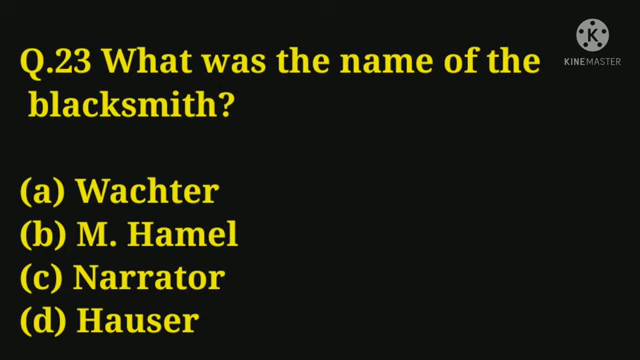 K
KINEMASTER
Q.23 What was the name of the
blacksmith?
(a) Wachter
(b) M. Hamel
(c) Narrator
(d) Hauser